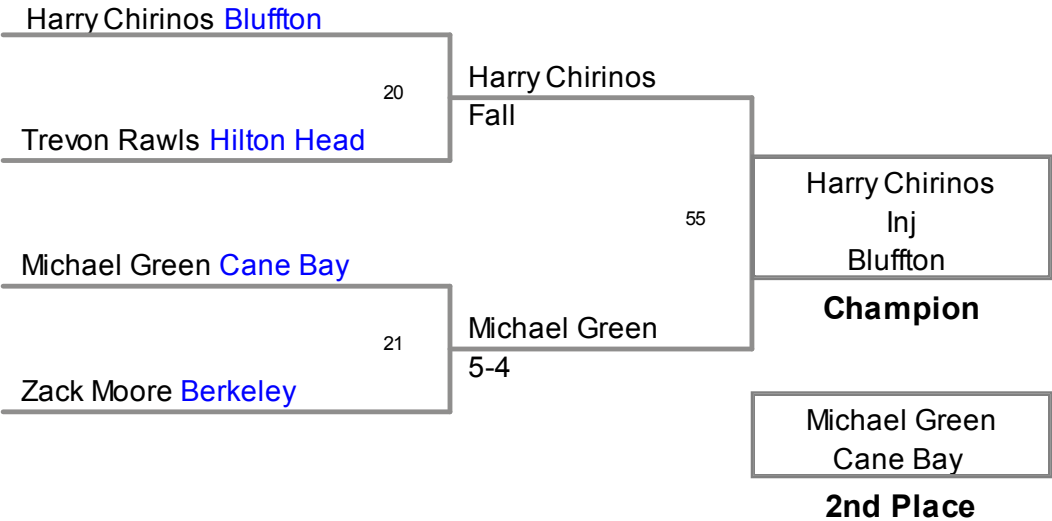 Harry Chirinos Bluffton
20
Harry Chirinos
Fall
Trevon Rawls Hilton Head
Harry Chirinos
Inj
Bluffton
55
Champion
Michael Green Cane Bay
21
Michael Green
5-4
Zack Moore Berkeley
Michael Green
Cane Bay
2nd Place